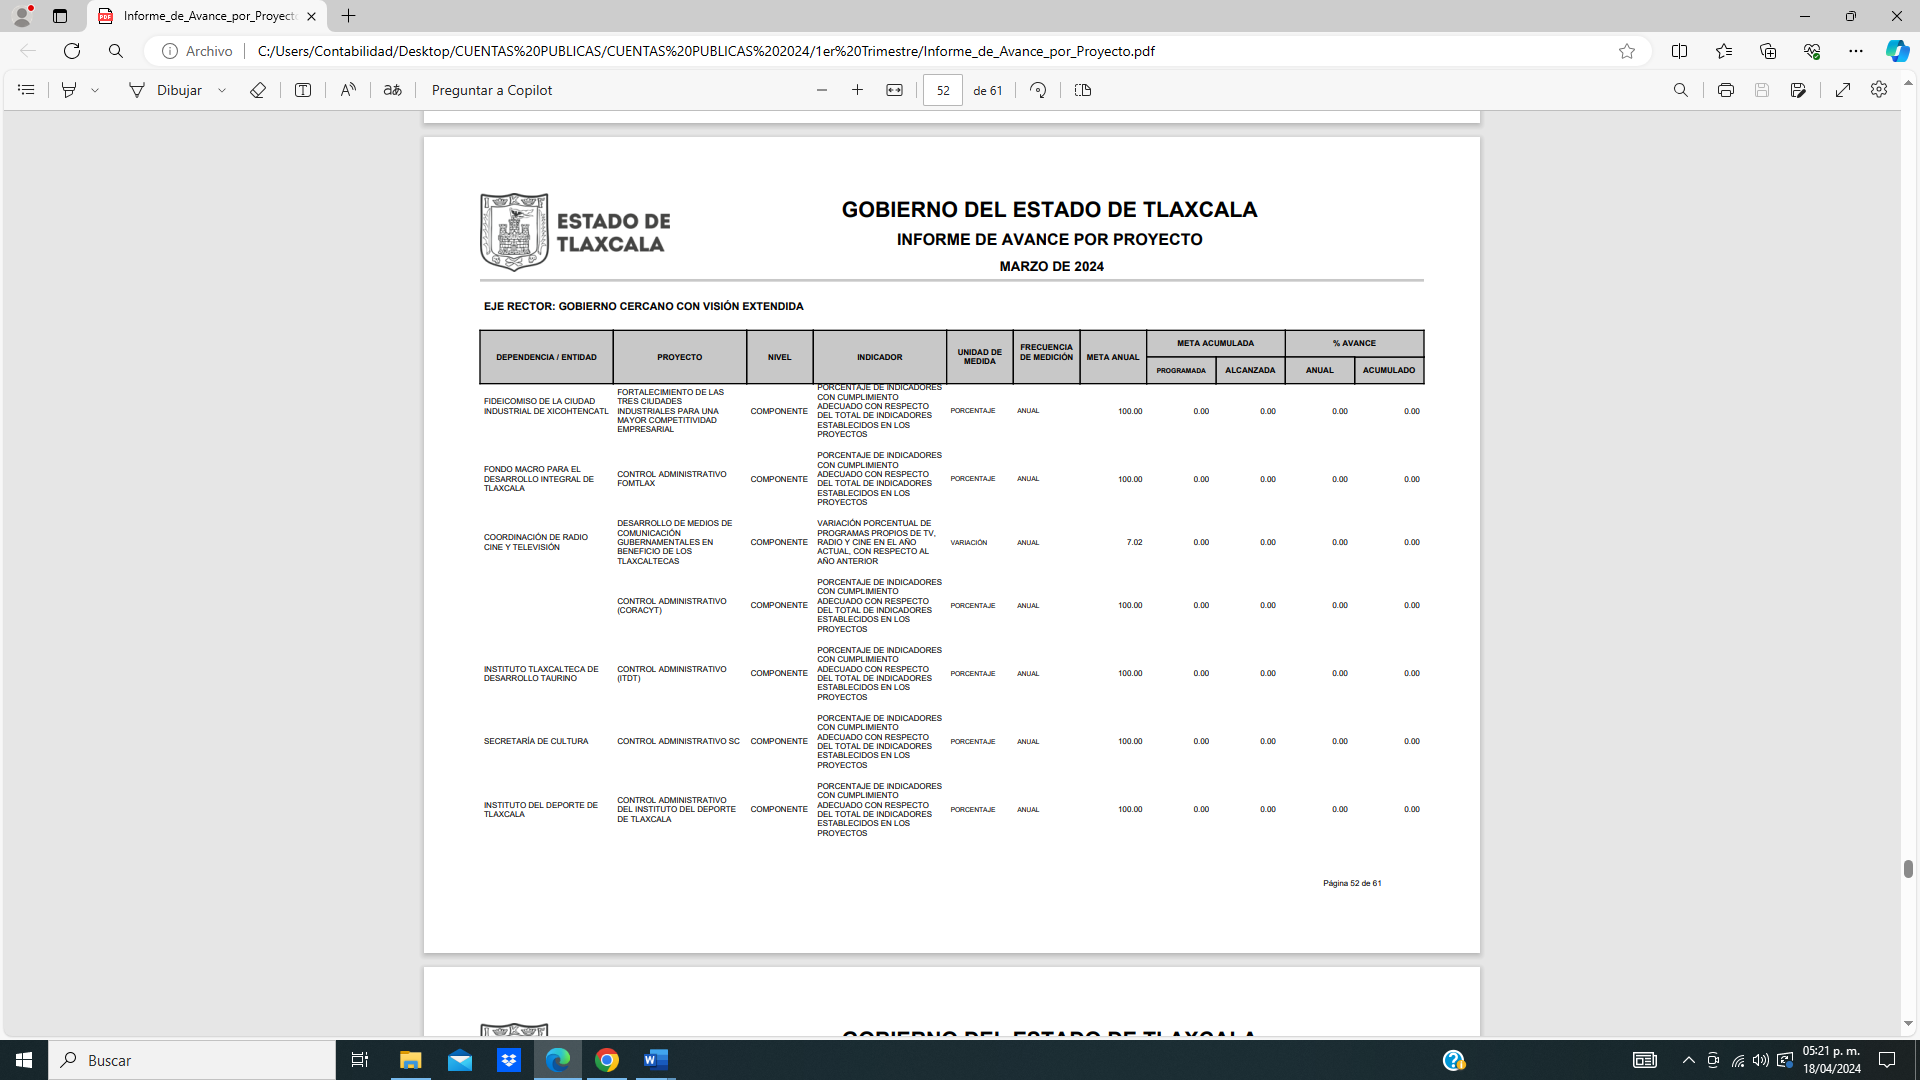 Informe_de_Avance_por_Proyecto
Archivo
C:/Users/Contabilidad/Desktop/CUENTAS%20PUBLICAS/CUENTAS%20PUBLICAS%202024/1er%20Trimestre/Informe_de_Avance_por_Proyecto.pdf
Dibujar
Preguntar a Copilot
52 de 61
ESTADO DE
TLAXCALA
GOBIERNO DEL ESTADO DE TLAXCALA
INFORME DE AVANCE POR PROYECTO
MARZO DE 2024
EJE RECTOR: GOBIERNO CERCANO CON VISIÓN EXTENDIDA
DEPENDENCIA / ENTIDAD
PROYECTO
NIVEL
INDICADOR
UNIDAD DE
MEDIDA
FRECUENCIA
DE MEDICIÓN
META ANUAL
META ACUMULADA
PROGRAMADA
ALCANZADA
% AVANCE
ANUAL
ACUMULADO
FIDEICOMISO DE LA CIUDAD
INDUSTRIAL DE XICOHTENCATL
FORTALECIMIENTO DE LAS
TRES CIUDADES
INDUSTRIALES PARA UNA
MAYOR COMPETITIVIDAD
EMPRESARIAL
COMPONENTE
PORCENTAJE DE INDICADORES
CON CUMPLIMIENTO
ADECUADO CON RESPECTO
DEL TOTAL DE INDICADORES
ESTABLECIDOS EN LOS
PROYECTOS
PORCENTAJE
ANUAL
100.00
0.00
0.00
0.00
0.00
FONDO MACRO PARA EL
DESARROLLO INTEGRAL DE
TLAXCALA
CONTROL ADMINISTRATIVO
FOMTLAX
COMPONENTE
PORCENTAJE DE INDICADORES
CON CUMPLIMIENTO
ADECUADO CON RESPECTO
DEL TOTAL DE INDICADORES
ESTABLECIDOS EN LOS
PROYECTOS
PORCENTAJE
ANUAL
100.00
0.00
0.00
0.00
0.00
COORDINACIÓN DE RADIO
CINE Y TELEVISIÓN
DESARROLLO DE MEDIOS DE
COMUNICACIÓN
GUBERNAMENTALES EN
BENEFICIO DE LOS
TLAXCALTECAS
COMPONENTE
VARIACIÓN PORCENTUAL DE
PROGRAMAS PROPIOS DE TV,
RADIO Y CINE EN EL AÑO
ACTUAL, CON RESPECTO AL
AÑO ANTERIOR
VARIACIÓN
ANUAL
7.02
0.00
0.00
0.00
0.00
CONTROL ADMINISTRATIVO
(CORACYT)
COMPONENTE
PORCENTAJE DE INDICADORES
CON CUMPLIMIENTO
ADECUADO CON RESPECTO
DEL TOTAL DE INDICADORES
ESTABLECIDOS EN LOS
PROYECTOS
PORCENTAJE
ANUAL
100.00
0.00
0.00
0.00
0.00
INSTITUTO TLAXCALTECA DE
DESARROLLO TAURINO
CONTROL ADMINISTRATIVO
(ITDT)
COMPONENTE
PORCENTAJE DE INDICADORES
CON CUMPLIMIENTO
ADECUADO CON RESPECTO
DEL TOTAL DE INDICADORES
ESTABLECIDOS EN LOS
PROYECTOS
PORCENTAJE
ANUAL
100.00
0.00
0.00
0.00
0.00
SECRETARÍA DE CULTURA
CONTROL ADMINISTRATIVO SC
COMPONENTE
PORCENTAJE DE INDICADORES
CON CUMPLIMIENTO
ADECUADO CON RESPECTO
DEL TOTAL DE INDICADORES
ESTABLECIDOS EN LOS
PROYECTOS
PORCENTAJE
ANUAL
100.00
0.00
0.00
0.00
0.00
INSTITUTO DEL DEPORTE DE
TLAXCALA
CONTROL ADMINISTRATIVO
DEL INSTITUTO DEL DEPORTE
DE TLAXCALA
COMPONENTE
PORCENTAJE DE INDICADORES
CON CUMPLIMIENTO
ADECUADO CON RESPECTO
DEL TOTAL DE INDICADORES
ESTABLECIDOS EN LOS
PROYECTOS
PORCENTAJE
ANUAL
100.00
0.00
0.00
0.00
0.00
Página 52 de 61
GOBIERNO DEL ESTADO DE TLAXCALA
Buscar
05:21 p. m.
18/04/2024